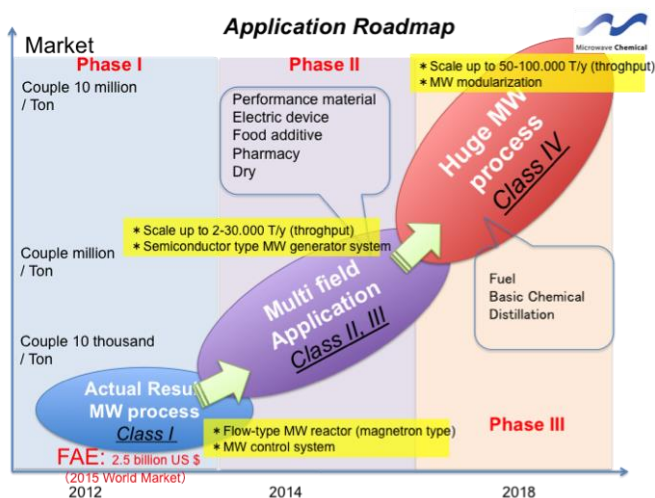 Application Roadmap
Microwave Chemical
Market
Phase I
Phase II
* Scale up to 50-100.000 T/y (throghput)
* MW modularization
Couple 10 million
/ Ton
Performance material
Electric device
Food additive
Pharmacy
Dry
Huge MW
process
Class IV
* Scale up to 2-30.000 T/y (throghput)
* Semiconductor type MW generator system
Couple million
/ Ton
Multi field
Application
Class II, III
Fuel
Basic Chemical
Distillation
Couple 10 thousand
/ Ton
Actual Resu
MW process
Class I
* Flow-type MW reactor (magnetron type)
* MW control system
Phase III
FAE: 2.5 billion US $
(2015 World Market)
2012
2014
2018